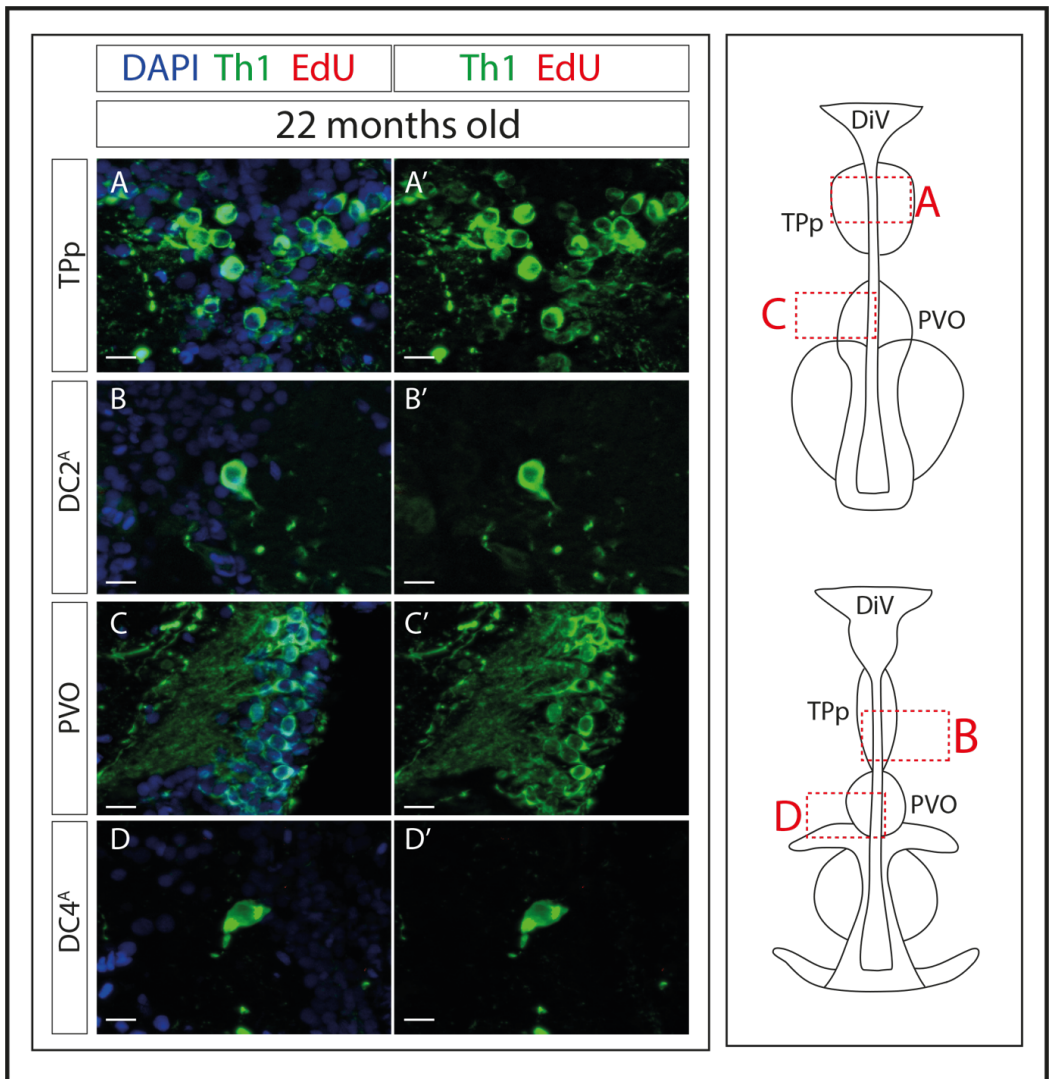 DAPI Th1 EdU
Th1 EdU
22 months old
TPp
A
A′
DC2ᴬ
B
B′
PVO
C
C′
DC4ᴬ
D
D′
DiV
TPp
A
C
PVO
DiV
TPp
B
D
PVO